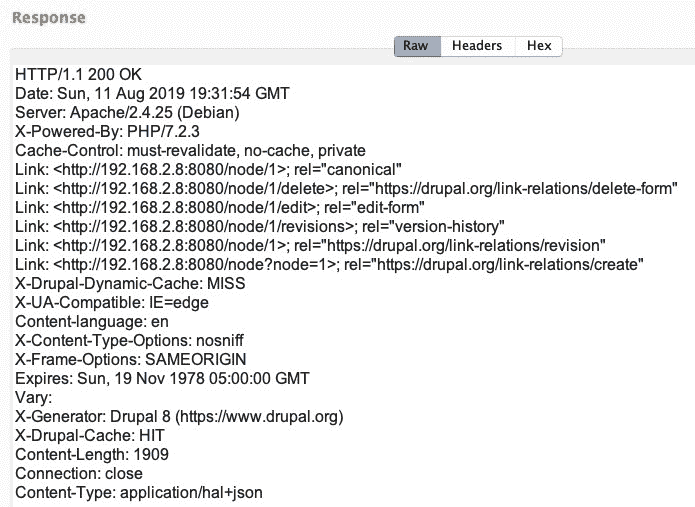 Response
Raw Headers Hex
HTTP/1.1 200 OK
Date: Sun, 11 Aug 2019 19:31:54 GMT
Server: Apache/2.4.25 (Debian)
X-Powered-By: PHP/7.2.3
Cache-Control: must-revalidate, no-cache, private
Link: <http://192.168.2.8:8080/node/1>; rel="canonical"
Link: <http://192.168.2.8:8080/node/1/delete>; rel="https://drupal.org/link-relations/delete-form"
Link: <http://192.168.2.8:8080/node/1/edit>; rel="edit-form"
Link: <http://192.168.2.8:8080/node/1/revisions>; rel="version-history"
Link: <http://192.168.2.8:8080/node/1>; rel="https://drupal.org/link-relations/revision"
Link: <http://192.168.2.8:8080/node?node=1>; rel="https://drupal.org/link-relations/create"
X-Drupal-Dynamic-Cache: MISS
X-UA-Compatible: IE=edge
Content-language: en
X-Content-Type-Options: nosniff
X-Frame-Options: SAMEORIGIN
Expires: Sun, 19 Nov 1978 05:00:00 GMT
Vary:
X-Generator: Drupal 8 (https://www.drupal.org)
X-Drupal-Cache: HIT
Content-Length: 1909
Connection: close
Content-Type: application/hal+json